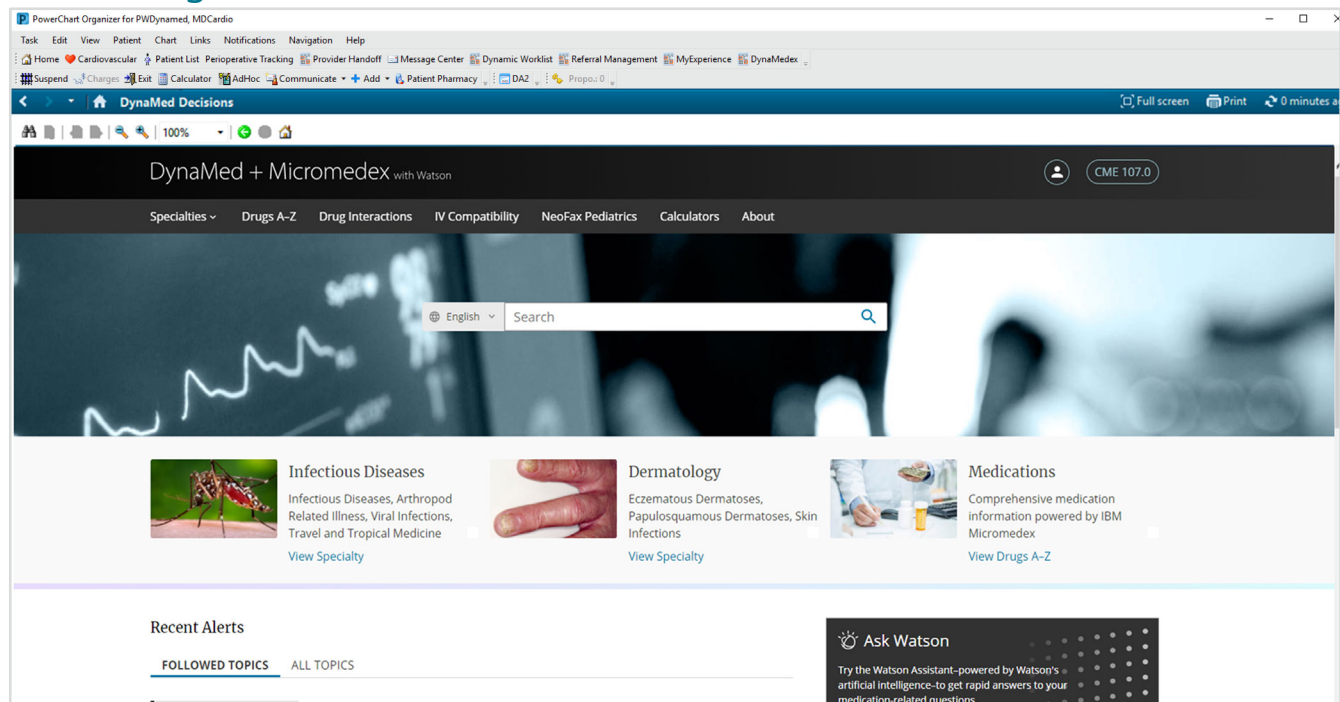 PowerChart Organizer for PWDynamed, MDCardio
Task Edit View Patient Chart Links Notifications Navigation Help
Home Cardiovascular Patient List Perioperative Tracking Provider Handoff Message Center Dynamic Worklist Referral Management MyExperience DynaMedex
Suspend Charges Exit Calculator AdHoc Communicate Add Patient Pharmacy DA2 Propo.: 0
DynaMed Decisions Full screen Print 0 minutes
100%
DynaMed + Micromedex with Watson CME 107.0
Specialties Drugs A–Z Drug Interactions IV Compatibility NeoFax Pediatrics Calculators About
English Search
Infectious Diseases
Infectious Diseases, Arthropod
Related Illness, Viral Infections,
Travel and Tropical Medicine
View Specialty
Dermatology
Eczematous Dermatoses,
Papulosquamous Dermatoses, Skin
Infections
View Specialty
Medications
Comprehensive medication
information powered by IBM
Micromedex
View Drugs A–Z
Recent Alerts
FOLLOWED TOPICS ALL TOPICS
Ask Watson
Try the Watson Assistant–powered by Watson's
artificial intelligence–to get rapid answers to your
medication-related questions